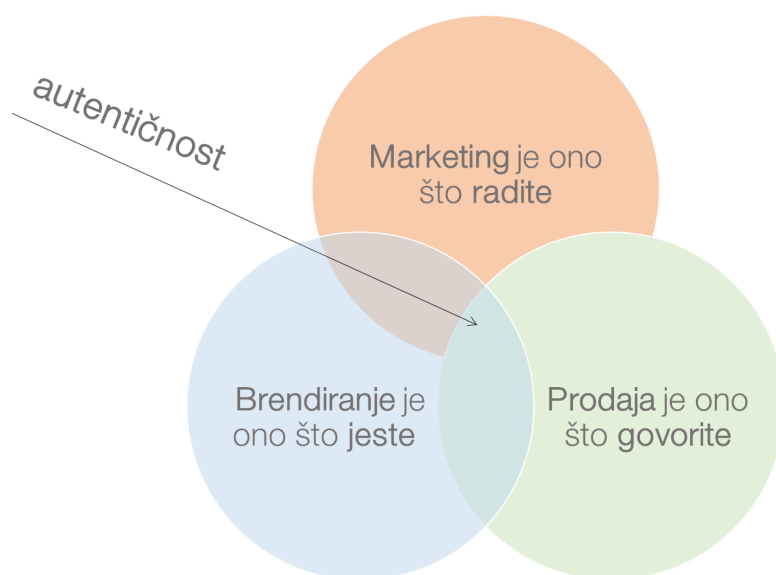 autentičnost
Marketing je ono
što radite
Brendiranje je
ono što jeste
Prodaja je ono
što govorite